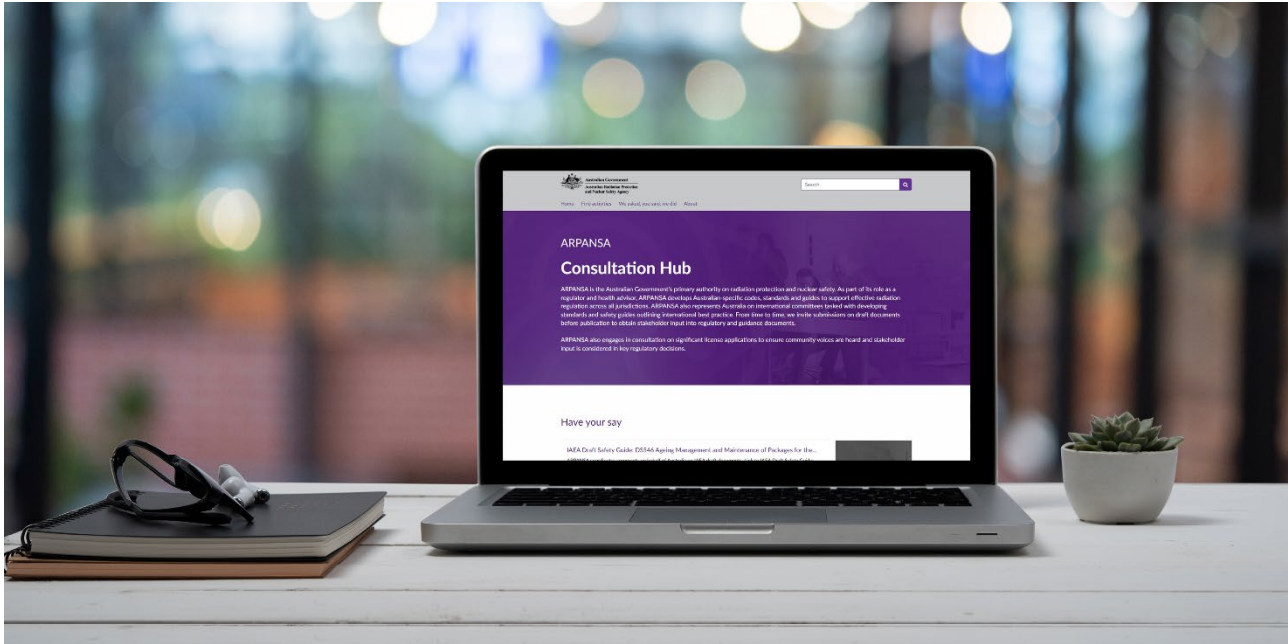 Australian Government
Australian Radiation Protection
and Nuclear Safety Agency
Search
Home Find activities We asked, you said, we did About
ARPANSA
Consultation Hub
ARPANSA is the Australian Government's primary authority on radiation protection and nuclear safety. As part of its role as a
regulator and health advisor, ARPANSA develops Australian-specific codes, standards and guides to support effective radiation
regulation across all jurisdictions. ARPANSA also represents Australia on international committees tasked with developing
standards and safety guides outlining international best practice. From time to time, we invite submissions on draft documents
before publication to obtain stakeholder input into regulatory and guidance documents.
ARPANSA also engages in consultation on significant license applications to ensure community voices are heard and stakeholder
input is considered in key regulatory decisions.
Have your say
IAEA Draft Safety Guide: DS546 Ageing Management and Maintenance of Packages for the...